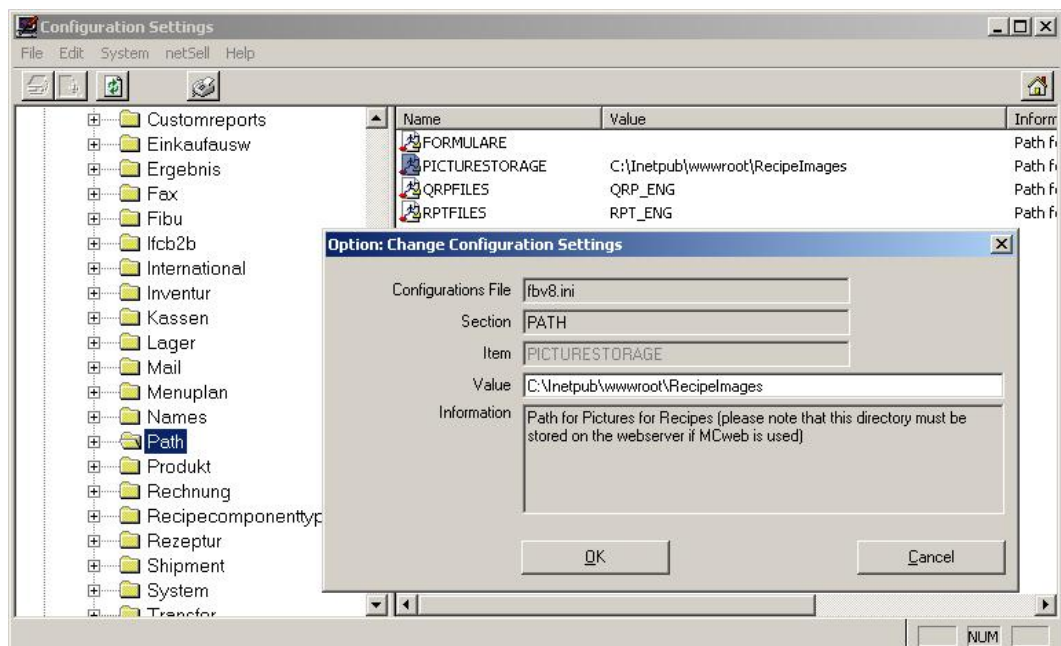 Configuration Settings
File Edit System netSell Help
Customreports
Einkaufausw
Ergebnis
Fax
Fibu
Ifcb2b
International
Inventur
Kassen
Lager
Mail
Menuplan
Names
Path
Produkt
Rechnung
Recipecomponenttyp
Rezeptur
Shipment
System
Transfer
Name Value Inform
FORMULARE Path f
PICTURESTORAGE C:\Inetpub\wwwroot\RecipeImages Path f
QRPFILES QRP_ENG Path f
RPTFILES RPT_ENG Path f
Option: Change Configuration Settings
Configurations File fbv8.ini
Section PATH
Item PICTURESTORAGE
Value C:\Inetpub\wwwroot\RecipeImages
Information Path for Pictures for Recipes (please note that this directory must be
stored on the webserver if MCweb is used)
OK Cancel
NUM